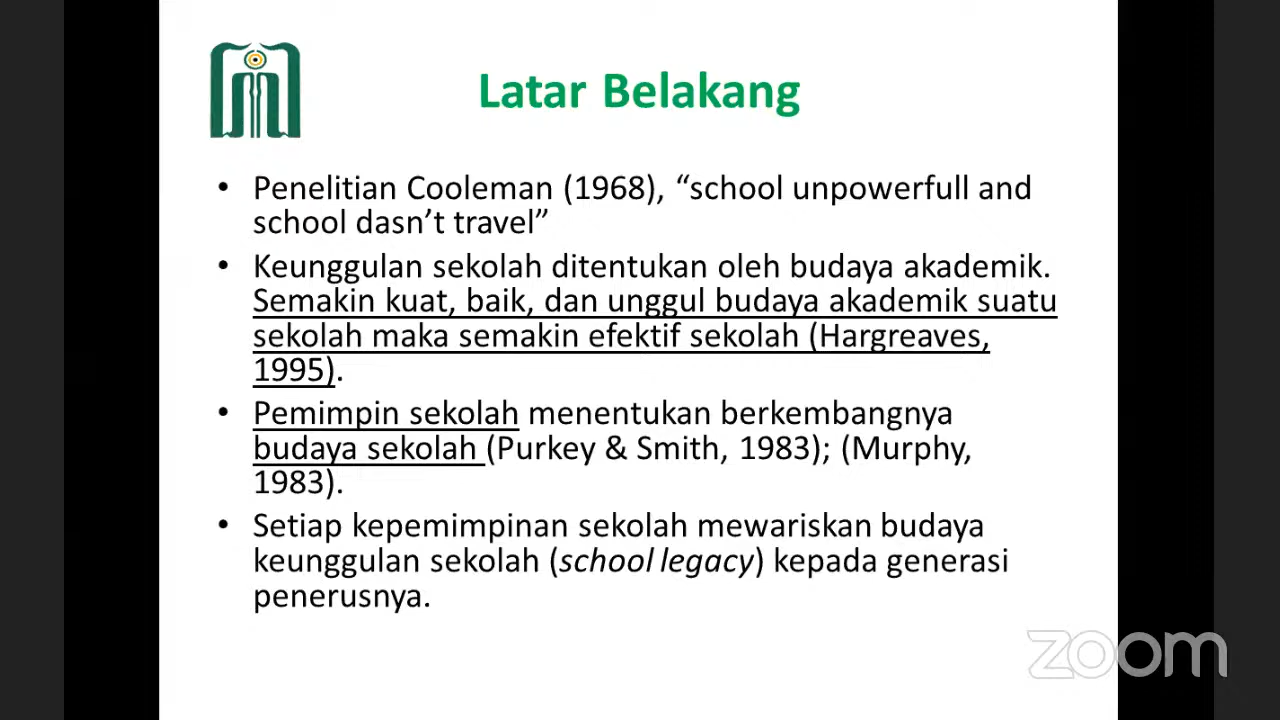 Latar Belakang
• Penelitian Cooleman (1968), “school unpowerfull and
school dasn’t travel”
• Keunggulan sekolah ditentukan oleh budaya akademik.
Semakin kuat, baik, dan unggul budaya akademik suatu
sekolah maka semakin efektif sekolah (Hargreaves,
1995).
• Pemimpin sekolah menentukan berkembangnya
budaya sekolah (Purkey & Smith, 1983); (Murphy,
1983).
• Setiap kepemimpinan sekolah mewariskan budaya
keunggulan sekolah (school legacy) kepada generasi
penerusnya.
zoom